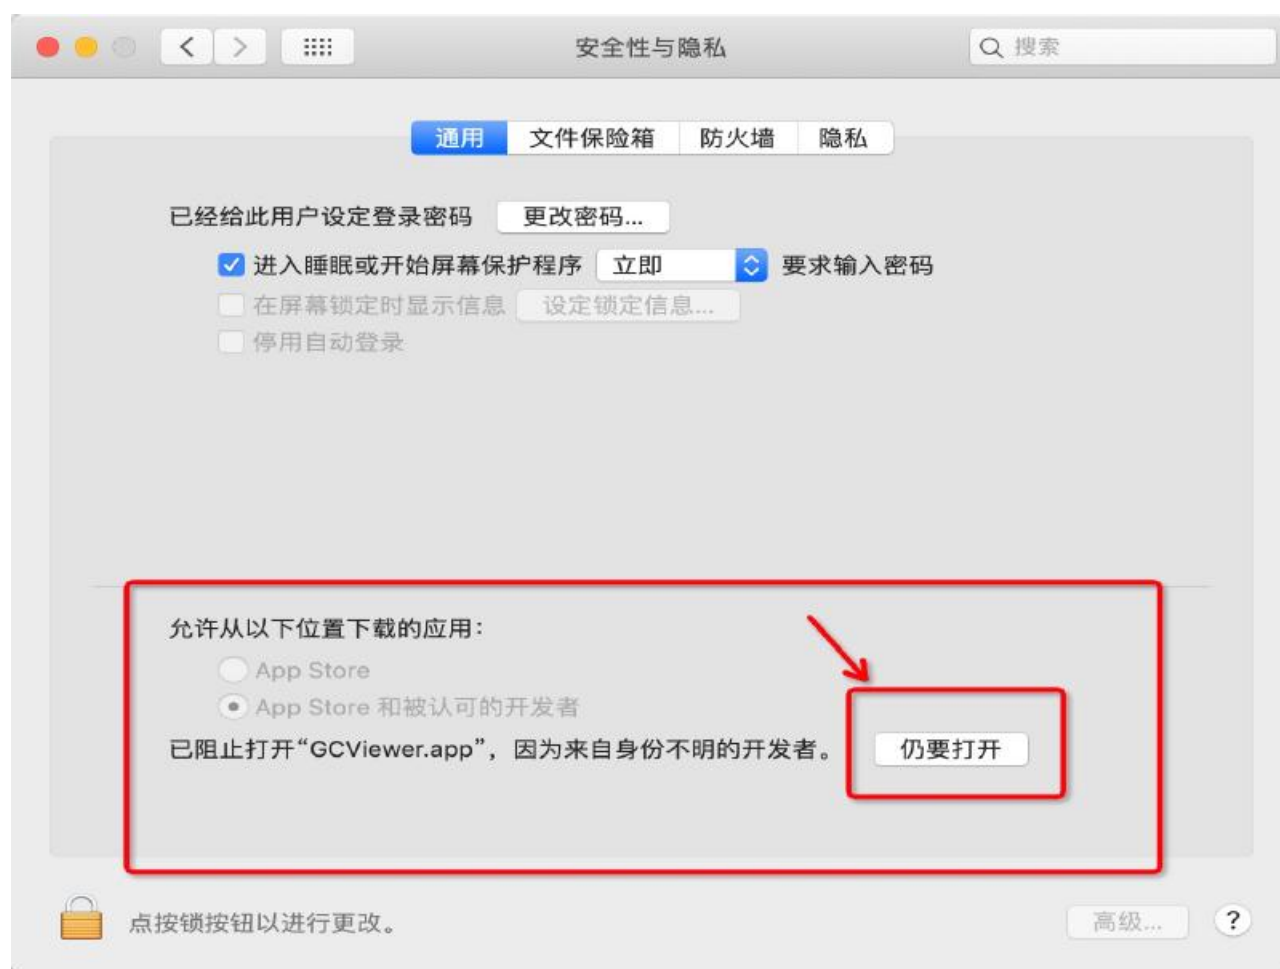 安全性与隐私
搜索
通用 文件保险箱 防火墙 隐私
已经给此用户设定登录密码 更改密码...
进入睡眠或开始屏幕保护程序 立即 要求输入密码
在屏幕锁定时显示信息 设定锁定信息...
停用自动登录
允许从以下位置下载的应用：
App Store
App Store 和被认可的开发者
已阻止打开“GCViewer.app”，因为来自身份不明的开发者。 仍要打开
点按锁按钮以进行更改。 高级... ?